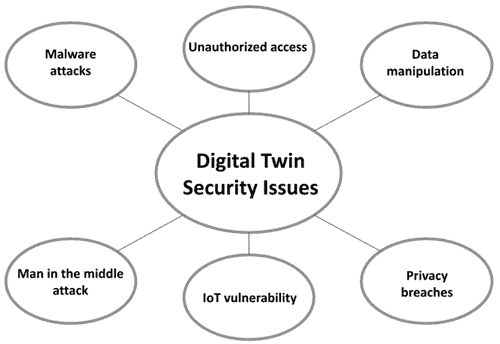 Malware
attacks
Unauthorized access
Data
manipulation
Digital Twin
Security Issues
Man in the middle
attack
IoT vulnerability
Privacy
breaches